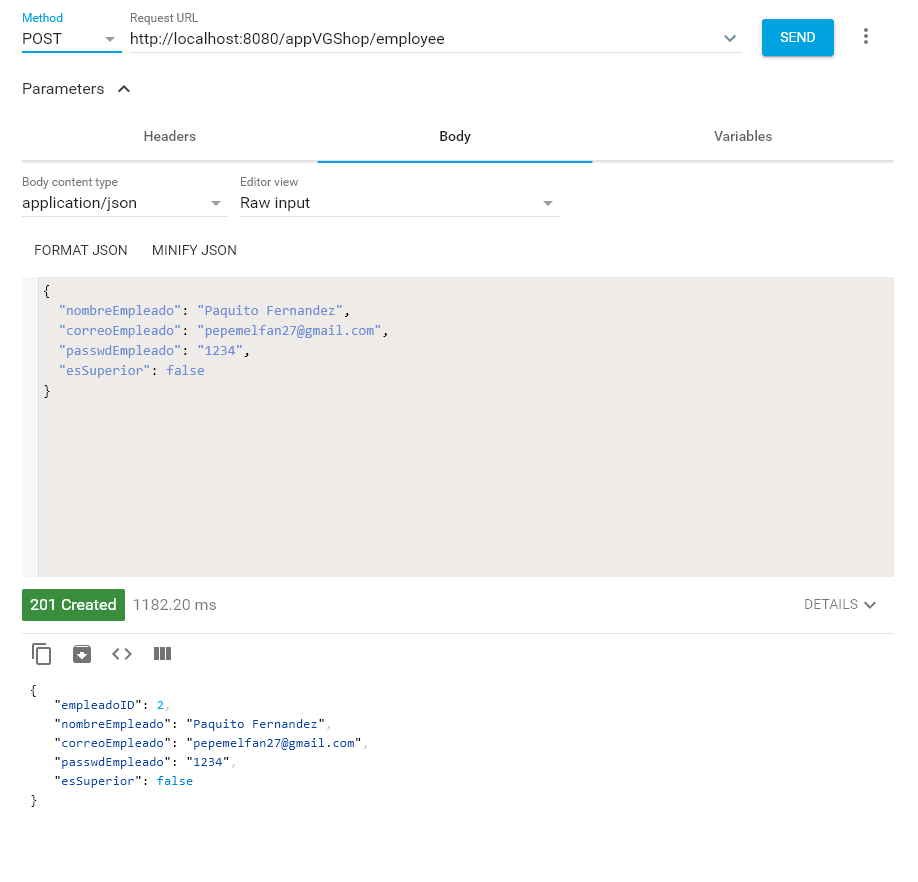 Method Request URL
POST http://localhost:8080/appVGShop/employee SEND
Parameters
Headers Body Variables
Body content type Editor view
application/json Raw input
FORMAT JSON MINIFY JSON
{
"nombreEmpleado": "Paquito Fernandez",
"correoEmpleado": "pepemelfan27@gmail.com",
"passwdEmpleado": "1234",
"esSuperior": false
}
201 Created 1182.20 ms DETAILS
{
"empleadoID": 2,
"nombreEmpleado": "Paquito Fernandez",
"correoEmpleado": "pepemelfan27@gmail.com",
"passwdEmpleado": "1234",
"esSuperior": false
}